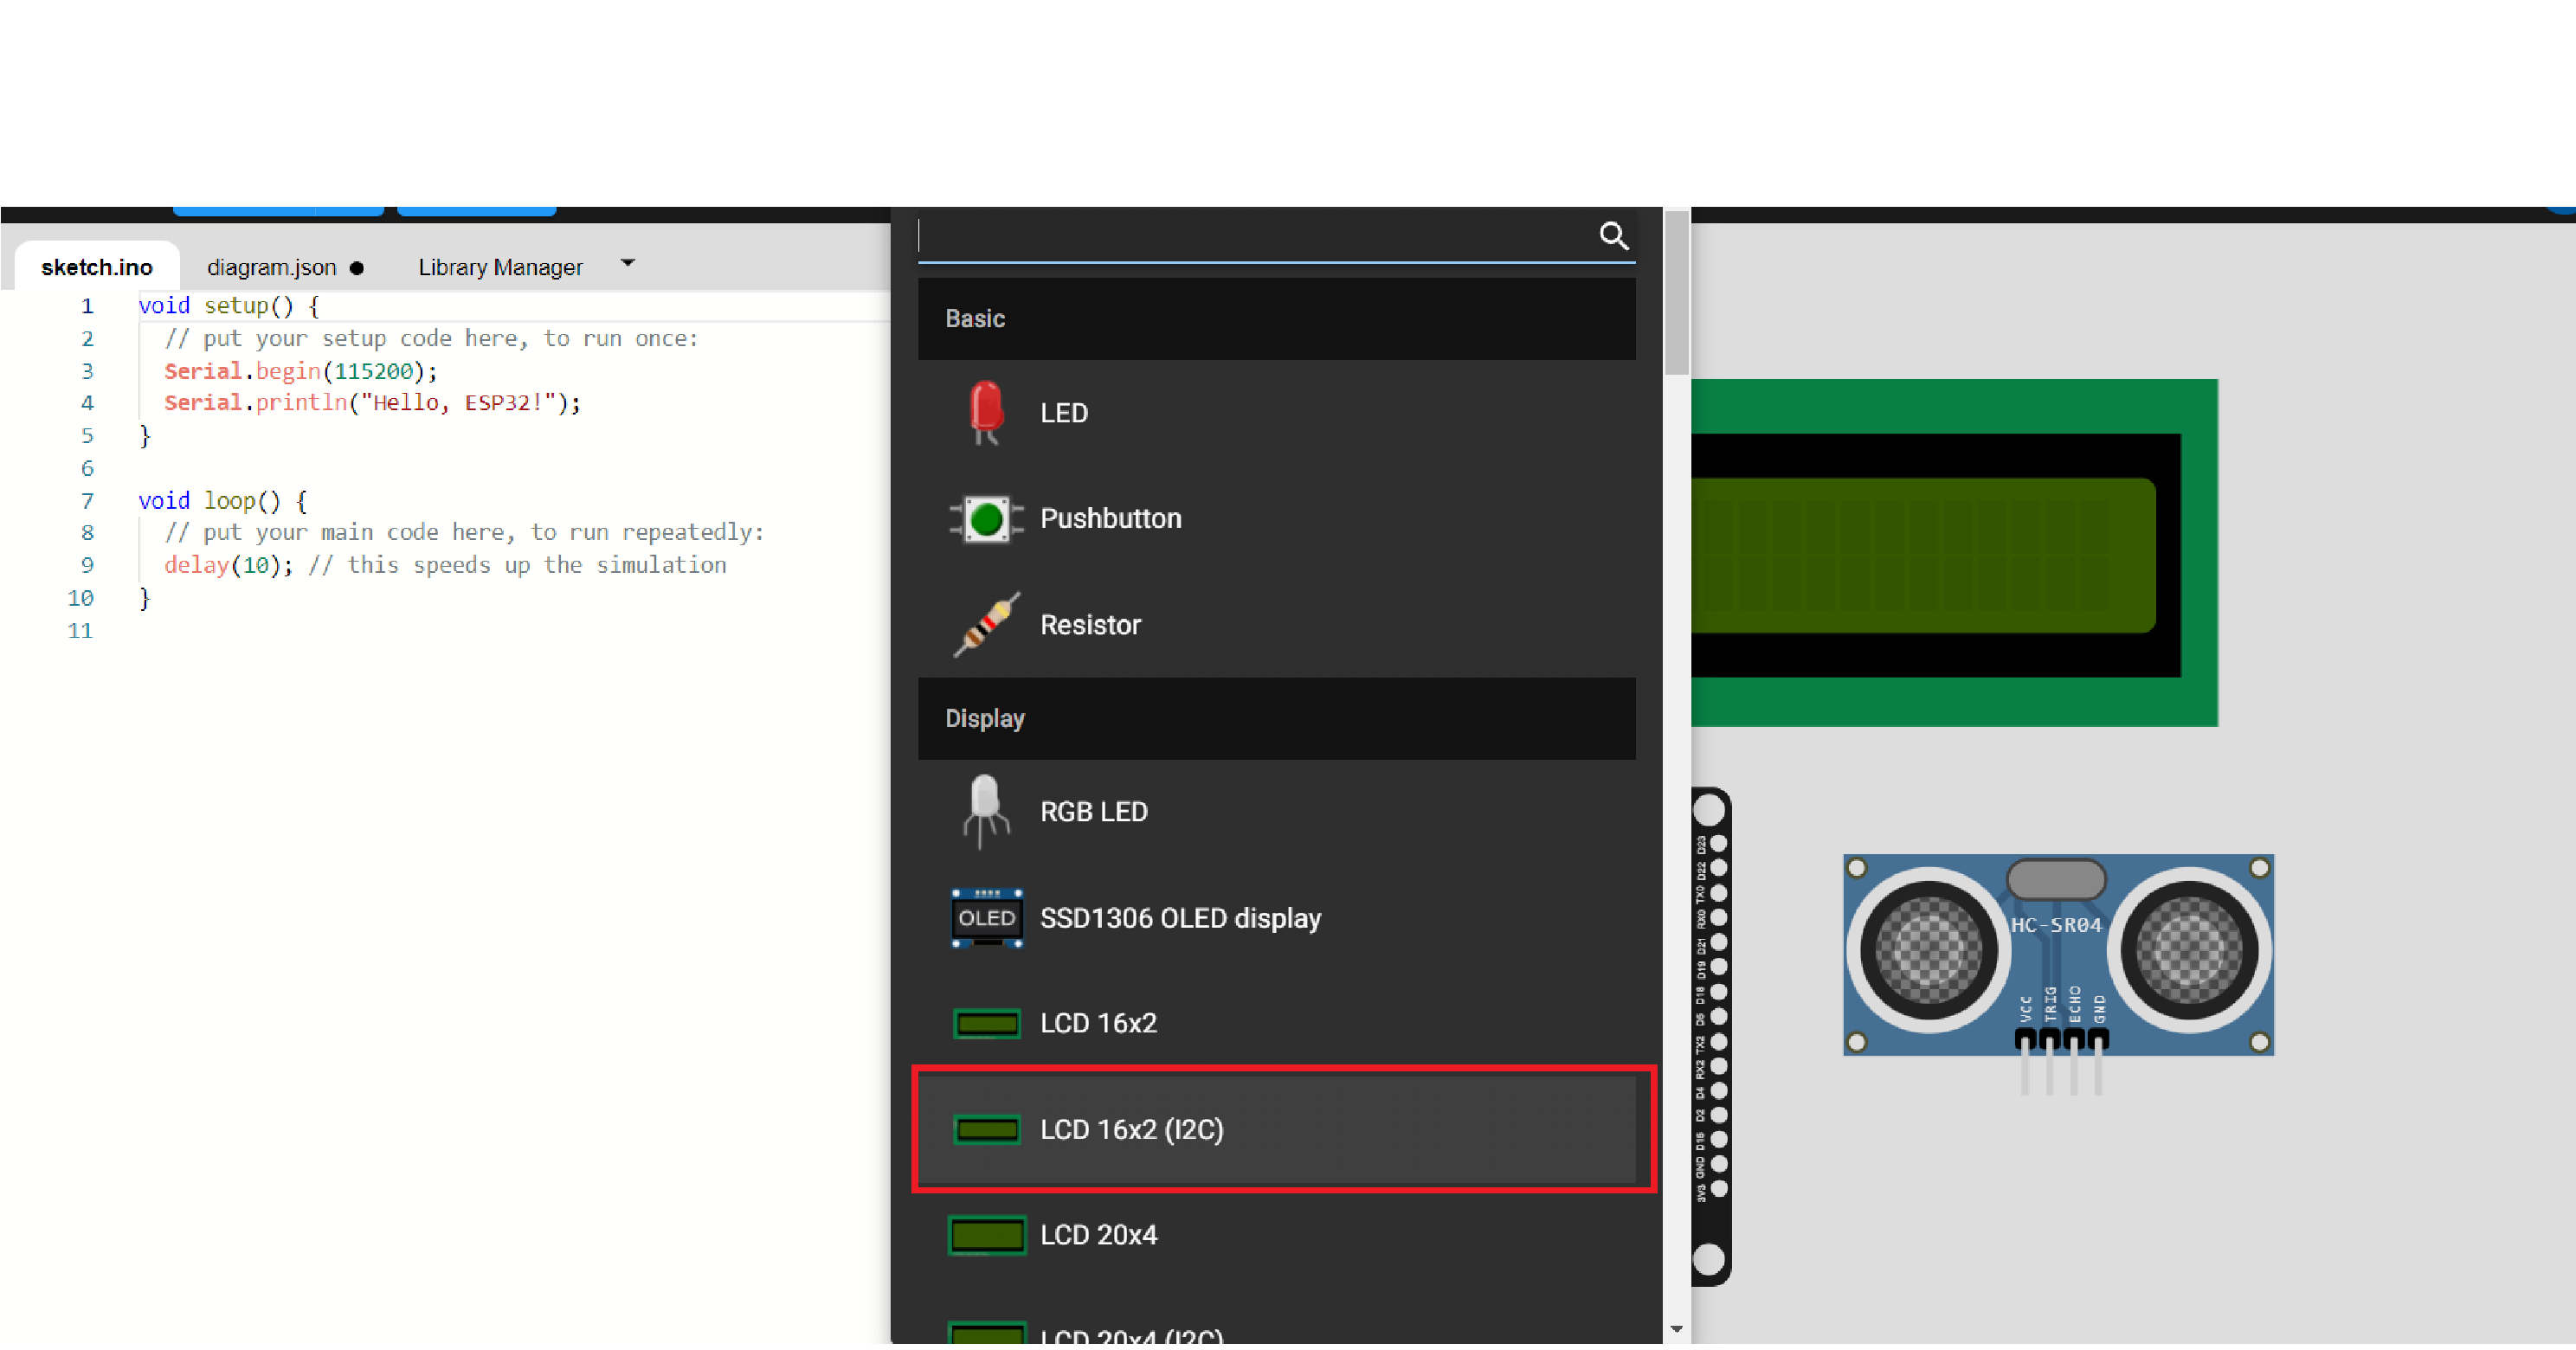 sketch.ino
diagram.json ●
Library Manager
1 void setup() {
2 // put your setup code here, to run once:
3 Serial.begin(115200);
4 Serial.println("Hello, ESP32!");
5 }
6
7 void loop() {
8 // put your main code here, to run repeatedly:
9 delay(10); // this speeds up the simulation
10 }
11
Basic
LED
Pushbutton
Resistor
Display
RGB LED
OLED
SSD1306 OLED display
LCD 16x2
LCD 16x2 (I2C)
LCD 20x4
LCD 20x4 (I2C)
D23
D22
TX0
RX0
D21
D19
D18
D5
TX2
RX2
D4
D2
D15
GND
3V3
HC-SR04
VCC
TRIG
ECHO
GND